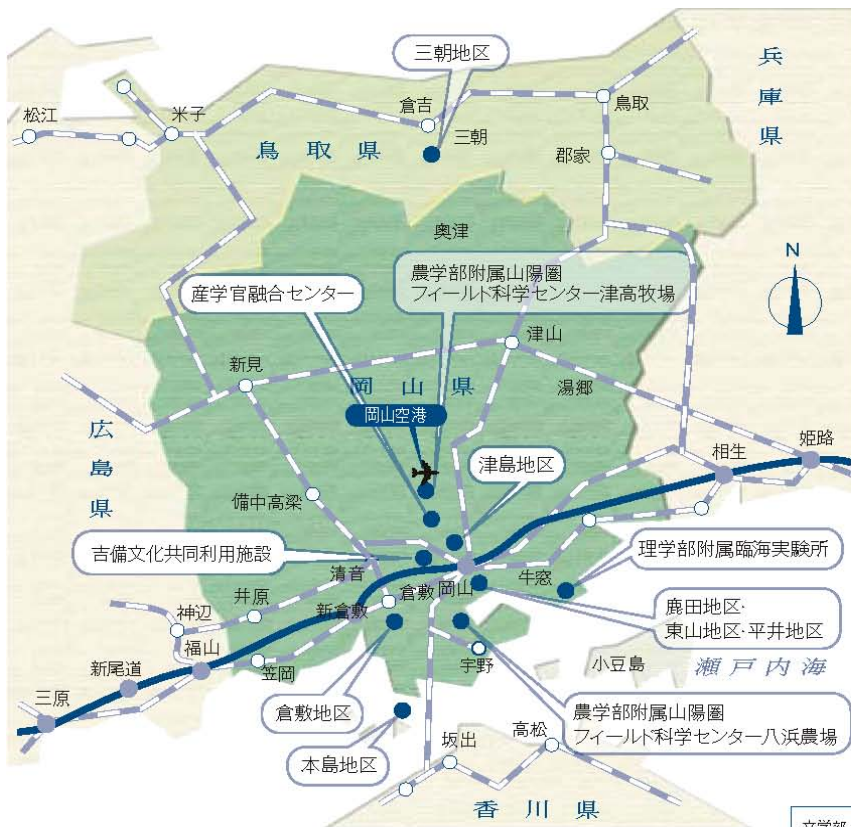 三朝地区
兵庫県
松江
米子
倉吉
鳥取
三朝
鳥取県
郡家
奥津
農学部附属山陽圏
フィールド科学センター津高牧場
産学官融合センター
N
津山
新見
岡山県
湯郷
岡山空港
広島県
相生
姫路
津島地区
備中高梁
吉備文化共同利用施設
理学部附属臨海実験所
清音
倉敷
岡山
牛窓
井原
新倉敷
鹿田地区・
東山地区・平井地区
神辺
福山
笠岡
宇野
小豆島
瀬戸内海
新尾道
三原
倉敷地区
農学部附属山陽圏
フィールド科学センター八浜農場
本島地区
坂出
高松
香川県